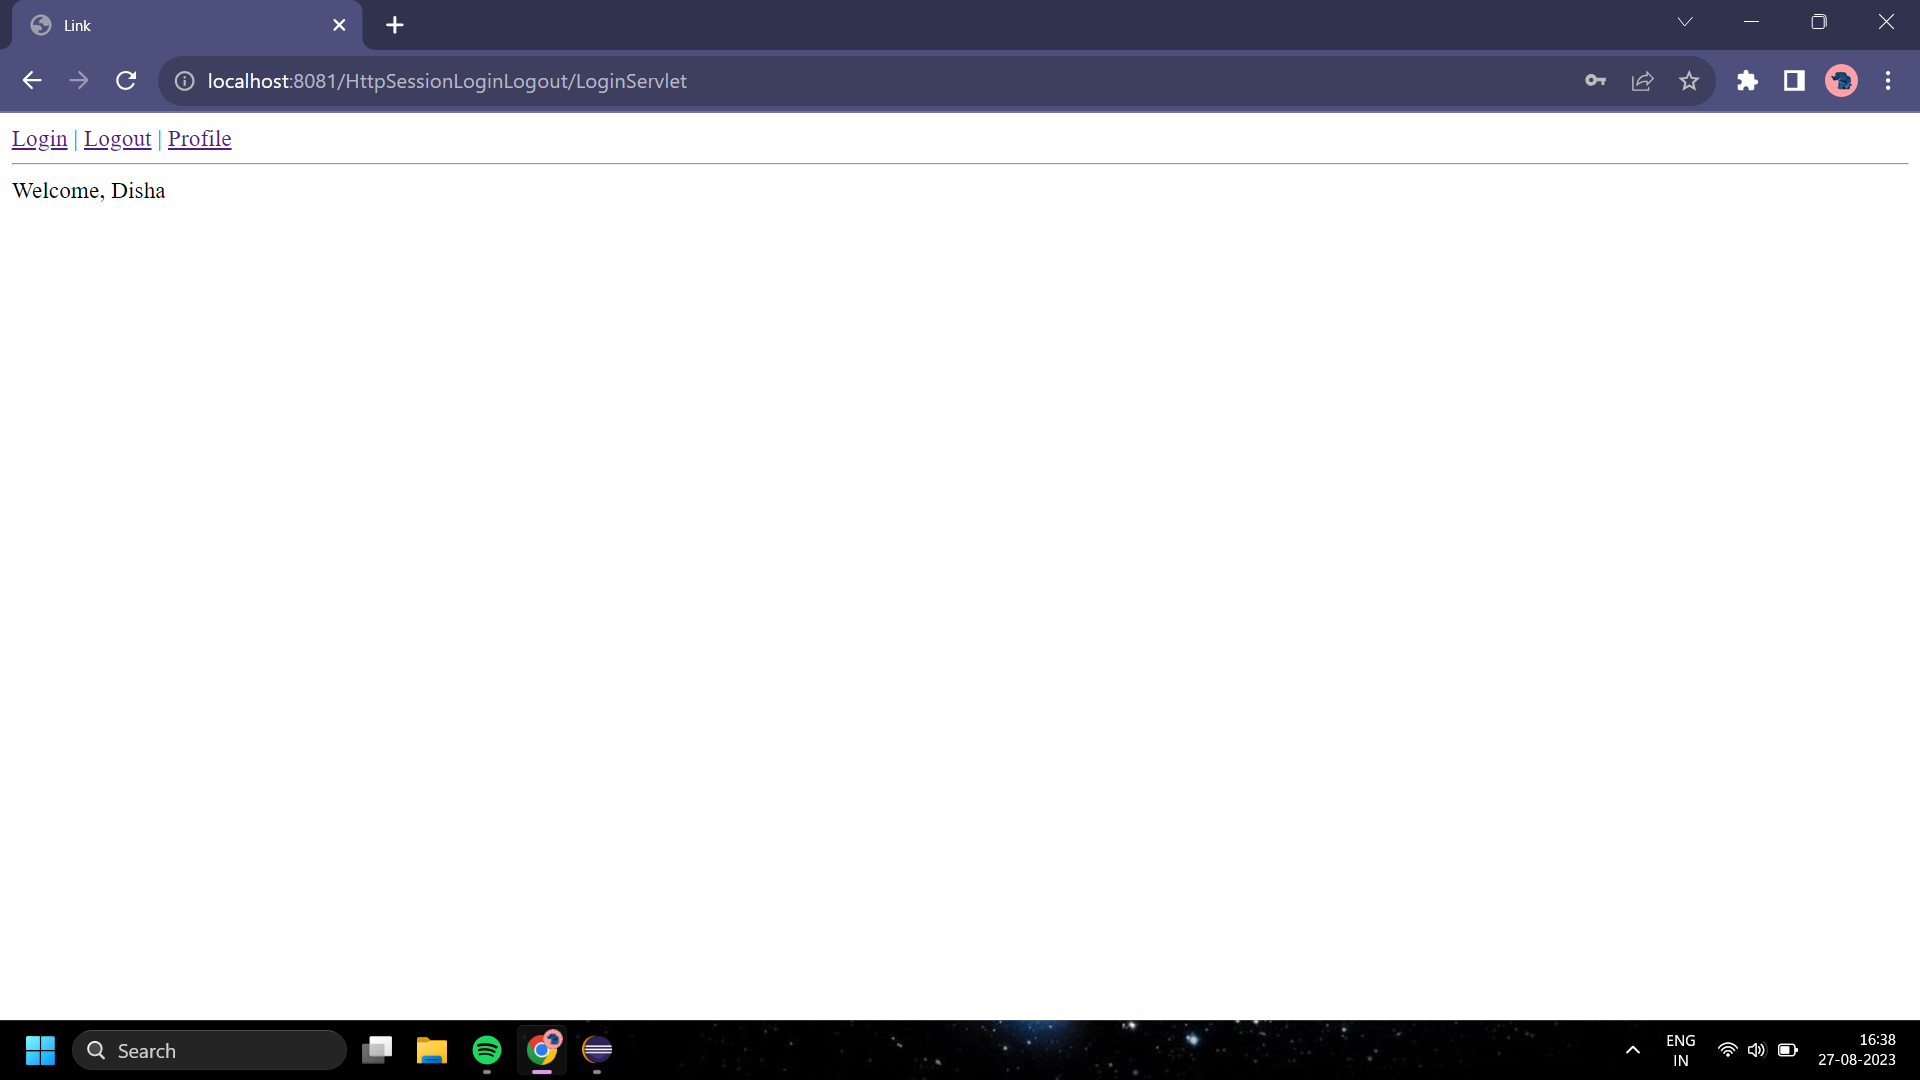 Link
localhost:8081/HttpSessionLoginLogout/LoginServlet
Login | Logout | Profile
Welcome, Disha
Search
ENG
IN
16:38
27-08-2023